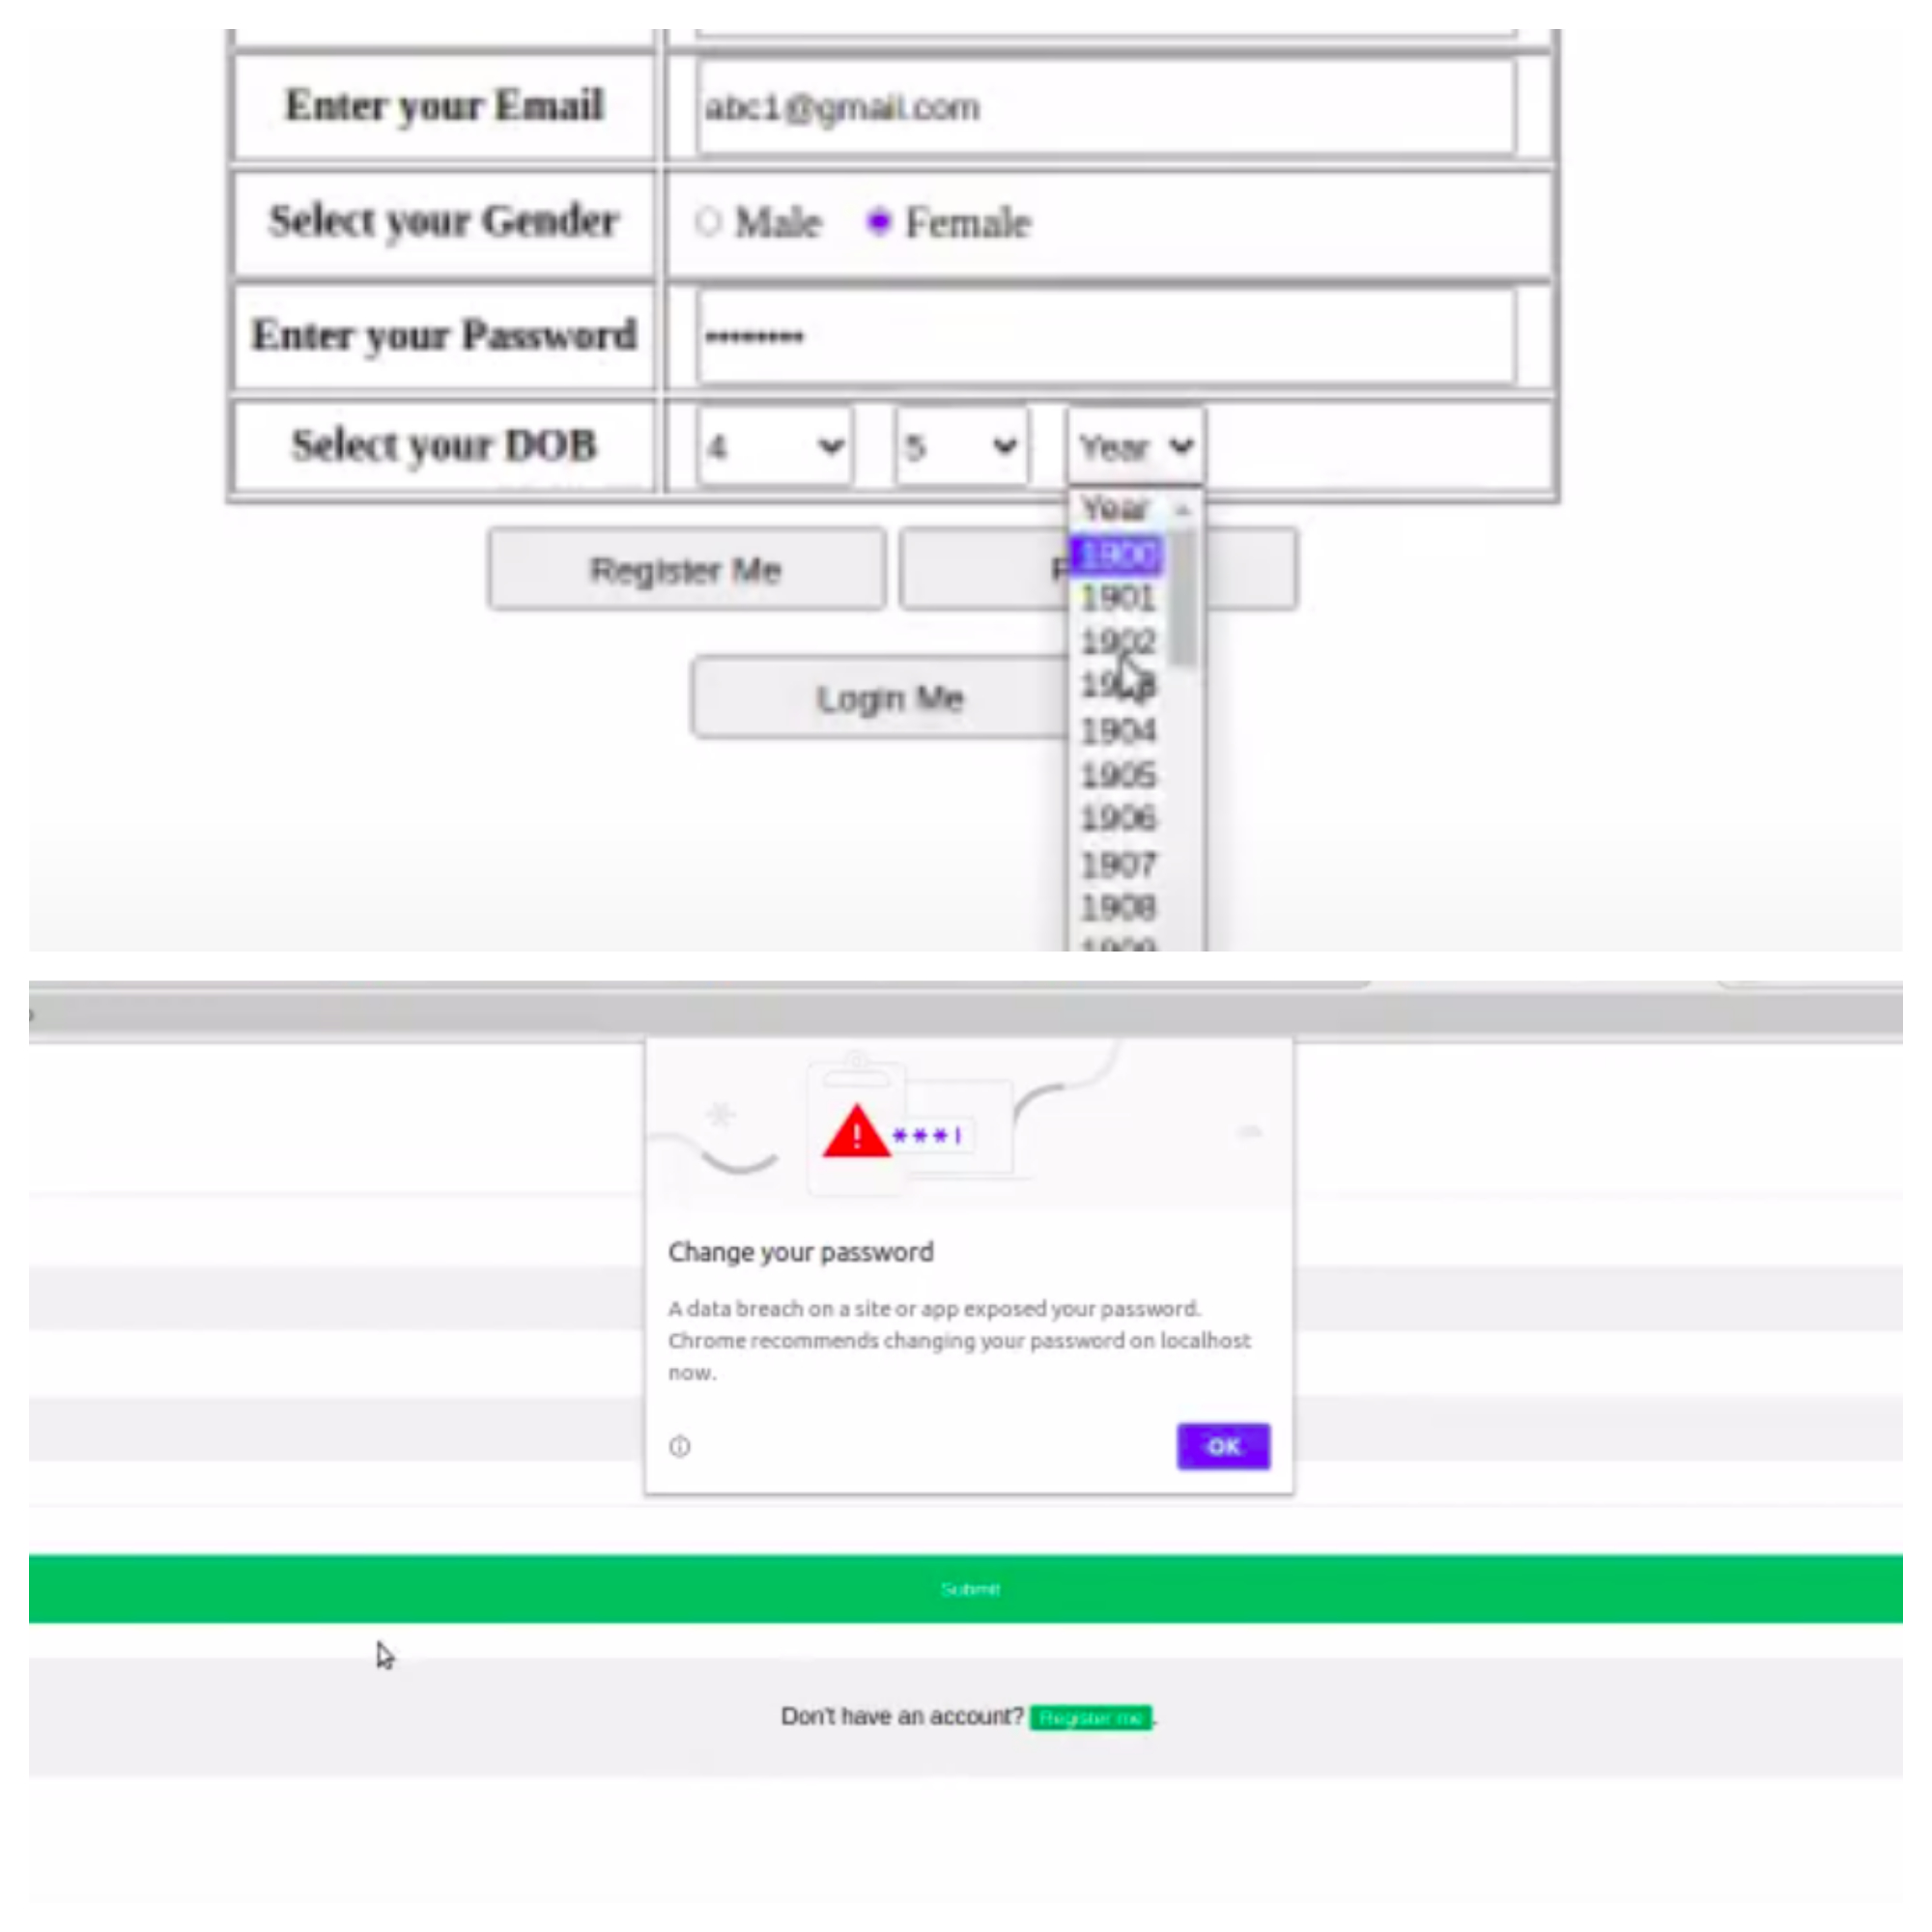 Enter your Email
abc1@gmail.com
Select your Gender
Male
Female
Enter your Password
Select your DOB
4
5
Year
Year
1900
1901
1902
1903
1904
1905
1906
1907
1908
1909
Register Me
Login Me
***
Change your password
A data breach on a site or app exposed your password.
Chrome recommends changing your password on localhost
now.
OK
Submit
Don't have an account? Register me.